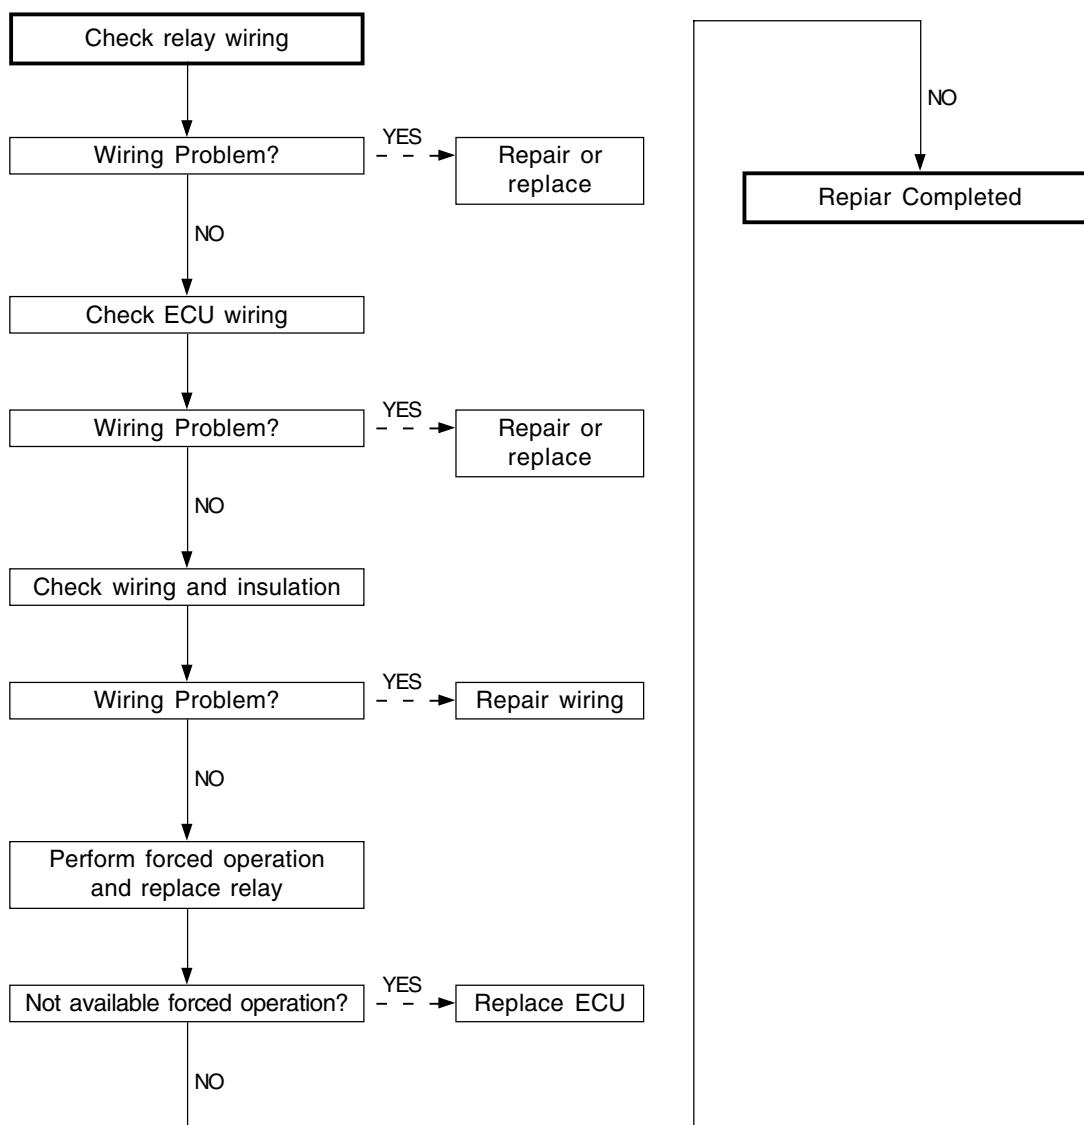 Check relay wiring
Wiring Problem?
YES
Repair or
replace
NO
Check ECU wiring
Wiring Problem?
YES
Repair or
replace
NO
Check wiring and insulation
Wiring Problem?
YES
Repair wiring
NO
Perform forced operation
and replace relay
Not available forced operation?
YES
Replace ECU
NO
NO
Repiar Completed